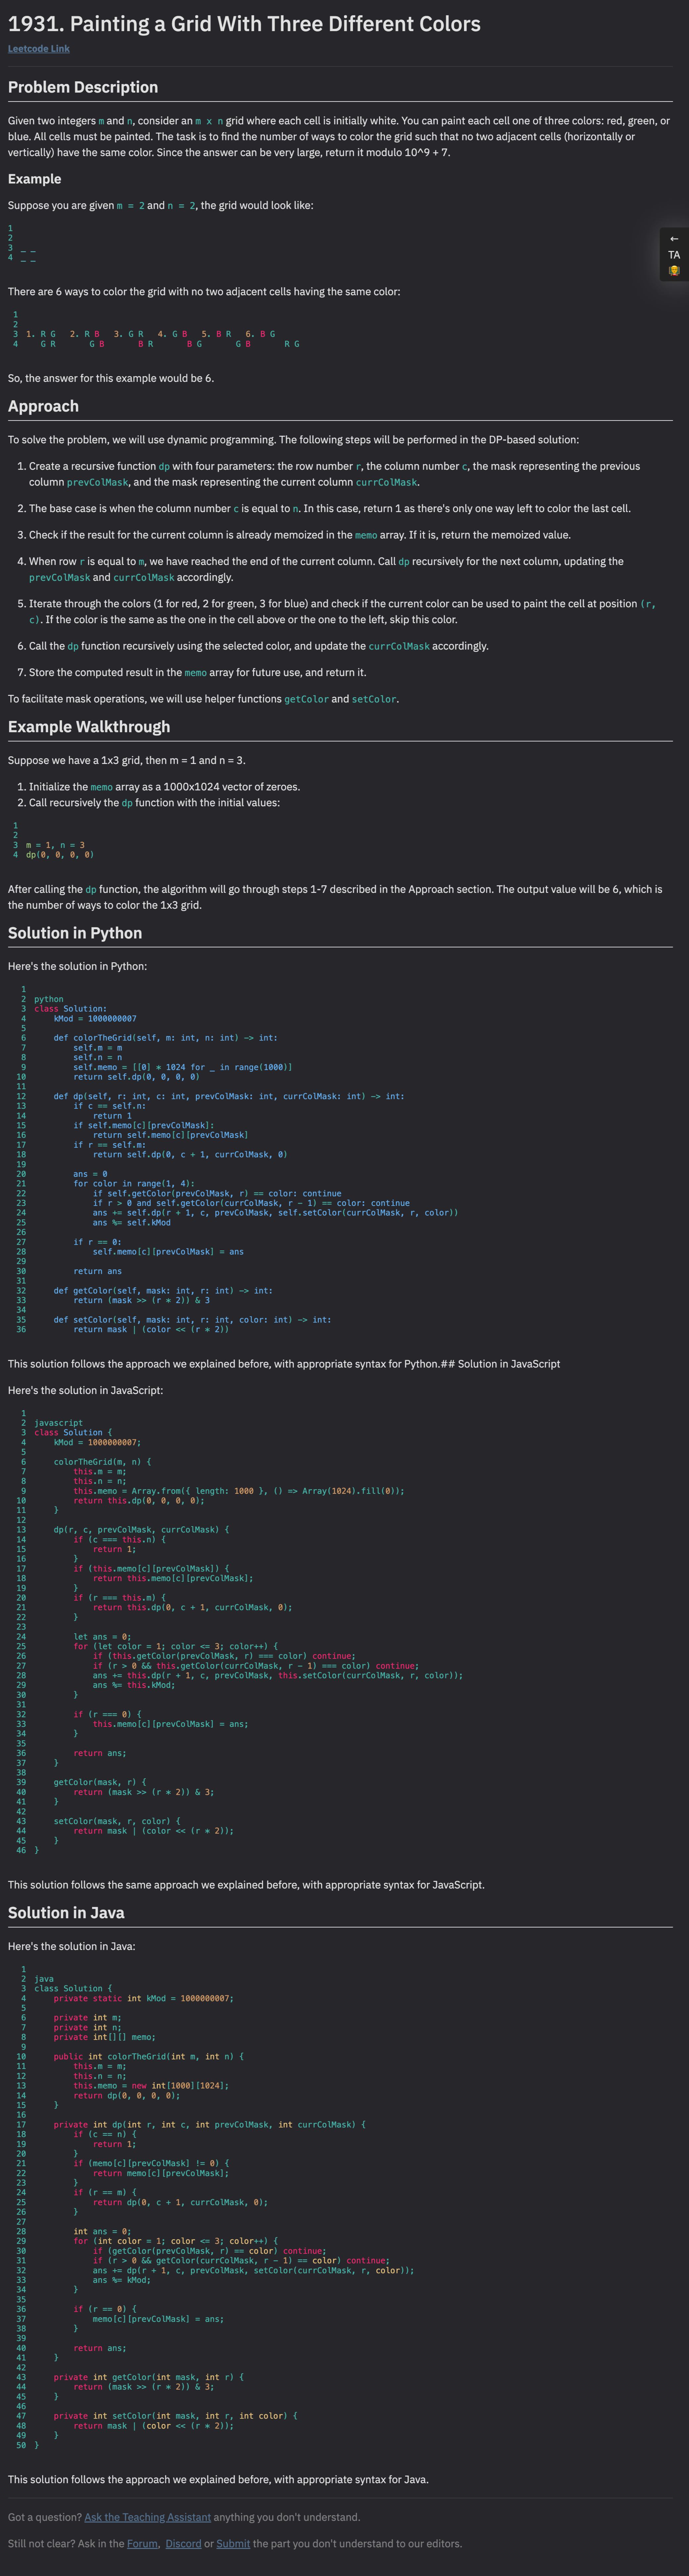 1931. Painting a Grid With Three Different Colors
Leetcode Link
Problem Description
Given two integers m and n, consider an m x n grid where each cell is initially white. You can paint each cell one of three colors: red, green, or
blue. All cells must be painted. The task is to find the number of ways to color the grid such that no two adjacent cells (horizontally or
vertically) have the same color. Since the answer can be very large, return it modulo 10^9 + 7.
Example
Suppose you are given m = 2 and n = 2, the grid would look like:
1
2
3 _ _
4 _ _
←
TA
There are 6 ways to color the grid with no two adjacent cells having the same color:
1
2
3 1. R G   2. R B   3. G R   4. G B   5. B R   6. B G
4    G R      G B      B R      B G      G B      R G
So, the answer for this example would be 6.
Approach
To solve the problem, we will use dynamic programming. The following steps will be performed in the DP-based solution:
1. Create a recursive function dp with four parameters: the row number r, the column number c, the mask representing the previous
column prevColMask, and the mask representing the current column currColMask.
2. The base case is when the column number c is equal to n. In this case, return 1 as there's only one way left to color the last cell.
3. Check if the result for the current column is already memoized in the memo array. If it is, return the memoized value.
4. When row r is equal to m, we have reached the end of the current column. Call dp recursively for the next column, updating the
prevColMask and currColMask accordingly.
5. Iterate through the colors (1 for red, 2 for green, 3 for blue) and check if the current color can be used to paint the cell at position (r,
c). If the color is the same as the one in the cell above or the one to the left, skip this color.
6. Call the dp function recursively using the selected color, and update the currColMask accordingly.
7. Store the computed result in the memo array for future use, and return it.
To facilitate mask operations, we will use helper functions getColor and setColor.
Example Walkthrough
Suppose we have a 1x3 grid, then m = 1 and n = 3.
1. Initialize the memo array as a 1000x1024 vector of zeroes.
2. Call recursively the dp function with the initial values:
1
2
3 m = 1, n = 3
4 dp(0, 0, 0, 0)
After calling the dp function, the algorithm will go through steps 1-7 described in the Approach section. The output value will be 6, which is
the number of ways to color the 1x3 grid.
Solution in Python
Here's the solution in Python:
1
2 python
3 class Solution:
4     kMod = 1000000007
5
6     def colorTheGrid(self, m: int, n: int) -> int:
7         self.m = m
8         self.n = n
9         self.memo = [[0] * 1024 for _ in range(1000)]
10         return self.dp(0, 0, 0, 0)
11
12     def dp(self, r: int, c: int, prevColMask: int, currColMask: int) -> int:
13         if c == self.n:
14             return 1
15         if self.memo[c][prevColMask]:
16             return self.memo[c][prevColMask]
17         if r == self.m:
18             return self.dp(0, c + 1, currColMask, 0)
19
20         ans = 0
21         for color in range(1, 4):
22             if self.getColor(prevColMask, r) == color: continue
23             if r > 0 and self.getColor(currColMask, r - 1) == color: continue
24             ans += self.dp(r + 1, c, prevColMask, self.setColor(currColMask, r, color))
25             ans %= self.kMod
26
27         if r == 0:
28             self.memo[c][prevColMask] = ans
29
30         return ans
31
32     def getColor(self, mask: int, r: int) -> int:
33         return (mask >> (r * 2)) & 3
34
35     def setColor(self, mask: int, r: int, color: int) -> int:
36         return mask | (color << (r * 2))
This solution follows the approach we explained before, with appropriate syntax for Python.## Solution in JavaScript
Here's the solution in JavaScript:
1
2 javascript
3 class Solution {
4     kMod = 1000000007;
5
6     colorTheGrid(m, n) {
7         this.m = m;
8         this.n = n;
9         this.memo = Array.from({ length: 1000 }, () => Array(1024).fill(0));
10         return this.dp(0, 0, 0, 0);
11     }
12
13     dp(r, c, prevColMask, currColMask) {
14         if (c === this.n) {
15             return 1;
16         }
17         if (this.memo[c][prevColMask]) {
18             return this.memo[c][prevColMask];
19         }
20         if (r === this.m) {
21             return this.dp(0, c + 1, currColMask, 0);
22         }
23
24         let ans = 0;
25         for (let color = 1; color <= 3; color++) {
26             if (this.getColor(prevColMask, r) === color) continue;
27             if (r > 0 && this.getColor(currColMask, r - 1) === color) continue;
28             ans += this.dp(r + 1, c, prevColMask, this.setColor(currColMask, r, color));
29             ans %= this.kMod;
30         }
31
32         if (r === 0) {
33             this.memo[c][prevColMask] = ans;
34         }
35
36         return ans;
37     }
38
39     getColor(mask, r) {
40         return (mask >> (r * 2)) & 3;
41     }
42
43     setColor(mask, r, color) {
44         return mask | (color << (r * 2));
45     }
46 }
This solution follows the same approach we explained before, with appropriate syntax for JavaScript.
Solution in Java
Here's the solution in Java:
1
2 java
3 class Solution {
4     private static int kMod = 1000000007;
5
6     private int m;
7     private int n;
8     private int[][] memo;
9
10     public int colorTheGrid(int m, int n) {
11         this.m = m;
12         this.n = n;
13         this.memo = new int[1000][1024];
14         return dp(0, 0, 0, 0);
15     }
16
17     private int dp(int r, int c, int prevColMask, int currColMask) {
18         if (c == n) {
19             return 1;
20         }
21         if (memo[c][prevColMask] != 0) {
22             return memo[c][prevColMask];
23         }
24         if (r == m) {
25             return dp(0, c + 1, currColMask, 0);
26         }
27
28         int ans = 0;
29         for (int color = 1; color <= 3; color++) {
30             if (getColor(prevColMask, r) == color) continue;
31             if (r > 0 && getColor(currColMask, r - 1) == color) continue;
32             ans += dp(r + 1, c, prevColMask, setColor(currColMask, r, color));
33             ans %= kMod;
34         }
35
36         if (r == 0) {
37             memo[c][prevColMask] = ans;
38         }
39
40         return ans;
41     }
42
43     private int getColor(int mask, int r) {
44         return (mask >> (r * 2)) & 3;
45     }
46
47     private int setColor(int mask, int r, int color) {
48         return mask | (color << (r * 2));
49     }
50 }
This solution follows the approach we explained before, with appropriate syntax for Java.
Got a question? Ask the Teaching Assistant anything you don't understand.
Still not clear? Ask in the Forum, Discord or Submit the part you don't understand to our editors.